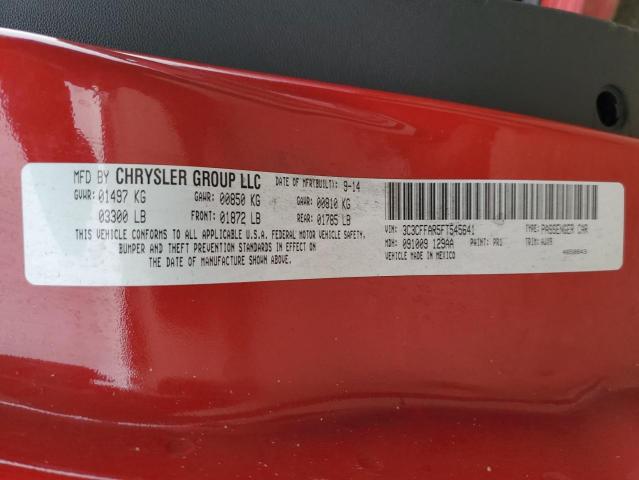 MFD BY CHRYSLER GROUP LLC DATE OF MFR(BUILT): 9-14
GVWR: 01497 KG GAWR: 00850 KG GAWR: 00810 KG
03300 LB FRONT: 01872 LB REAR: 01785 LB
THIS VEHICLE CONFORMS TO ALL APPLICABLE U.S.A. FEDERAL MOTOR VEHICLE SAFETY,
BUMPER AND THEFT PREVENTION STANDARDS IN EFFECT ON THE DATE OF
MANUFACTURE SHOWN ABOVE.
VIN: 3C3CFFAR5FT545641 TYPE: PASSENGER CAR
MDH: 091009 129AA PAINT: PR1 TRIM:
VEHICLE MADE IN MEXICO